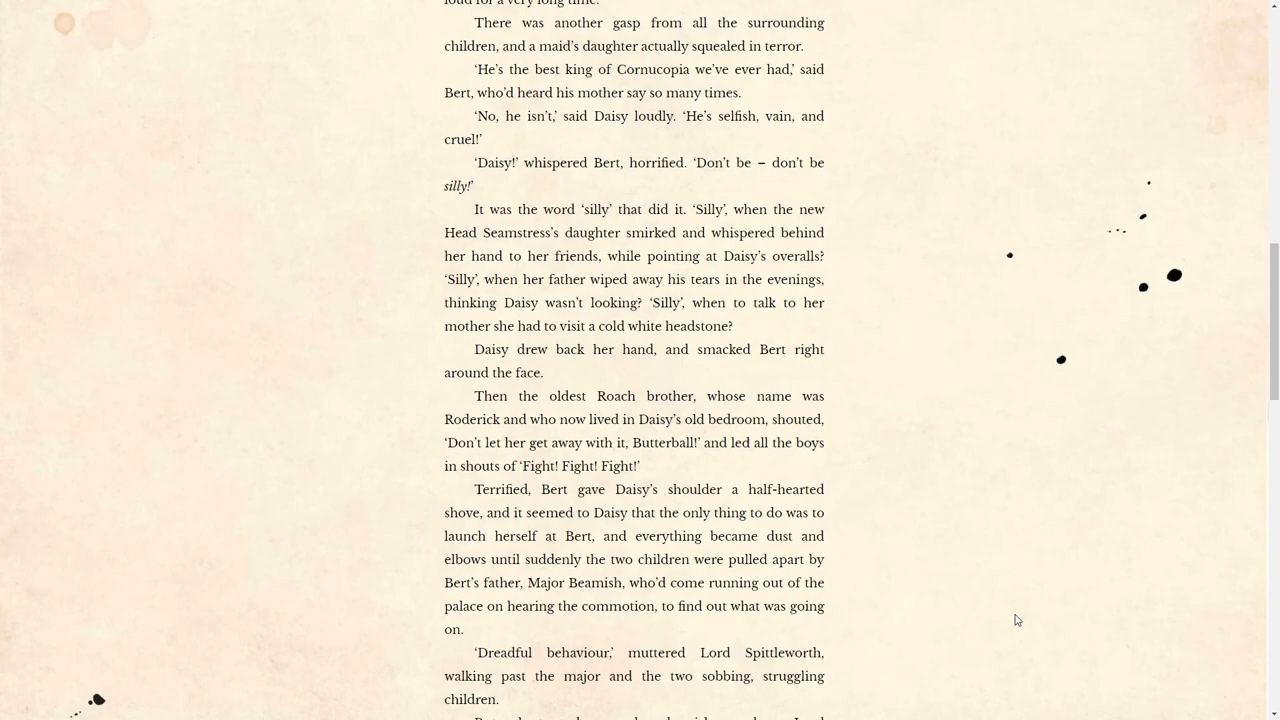 There was another gasp from all the surrounding
children, and a maid's daughter actually squealed in terror.
‘He’s the best king of Cornucopia we’ve ever had,’ said
Bert, who’d heard his mother say so many times.
‘No, he isn’t,’ said Daisy loudly. ‘He’s selfish, vain, and
cruel!’
‘Daisy!’ whispered Bert, horrified. ‘Don’t be – don’t be
silly!’
It was the word ‘silly’ that did it. ‘Silly’, when the new
Head Seamstress’s daughter smirked and whispered behind
her hand to her friends, while pointing at Daisy’s overalls?
‘Silly’, when her father wiped away his tears in the evenings,
thinking Daisy wasn’t looking? ‘Silly’, when to talk to her
mother she had to visit a cold white headstone?
Daisy drew back her hand, and smacked Bert right
around the face.
Then the oldest Roach brother, whose name was
Roderick and who now lived in Daisy’s old bedroom, shouted,
‘Don’t let her get away with it, Butterball!’ and led all the boys
in shouts of ‘Fight! Fight! Fight!’
Terrified, Bert gave Daisy’s shoulder a half-hearted
shove, and it seemed to Daisy that the only thing to do was to
launch herself at Bert, and everything became dust and
elbows until suddenly the two children were pulled apart by
Bert’s father, Major Beamish, who’d come running out of the
palace on hearing the commotion, to find out what was going
on.
‘Dreadful behaviour,’ muttered Lord Spittleworth,
walking past the major and the two sobbing, struggling
children.